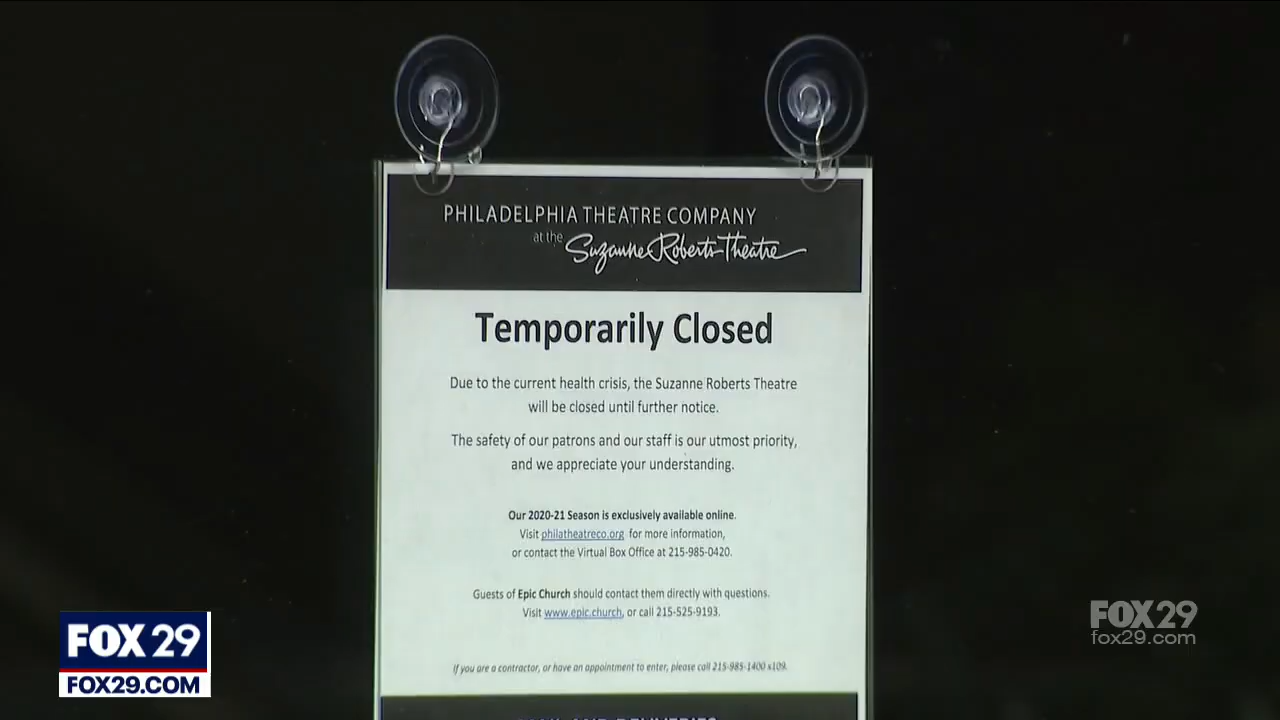 PHILADELPHIA THEATRE COMPANY
at the Suzanne Roberts Theatre
Temporarily Closed
Due to the current health crisis, the Suzanne Roberts Theatre
will be closed until further notice.
The safety of our patrons and our staff is our utmost priority,
and we appreciate your understanding.
Our 2020-21 Season is exclusively available online.
Visit philatheatreco.org for more information,
or contact the Virtual Box Office at 215-985-0420.
Guests of Epic Church should contact them directly with questions.
Visit www.epic.church, or call 215-525-9193.
If you are a contractor, or have an appointment to enter, please call 215-985-1400 x109.
FOX 29
FOX29.COM
FOX29
fox29.com